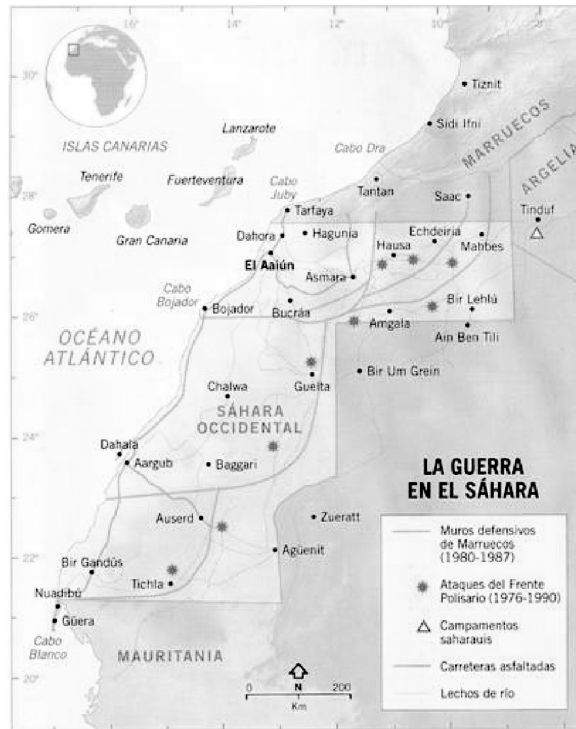 16°
14°
12°
10°
20°
30°
28°
26°
24°
22°
20°
Tiznit
Sidi Ifni
MARRUECOS
ARGELIA
Lanzarote
ISLAS CANARIAS
Cabo Dra
Tenerife
Fuerteventura
Cabo
Juby
Tantan
Saac
Tinduf
Gomera
Gran Canaria
Tarfaya
Dahora
Hagunia
Echdeiria
Hausa
Mahbes
El Aaiún
Asmara
Cabo
Bojador
Bojador
Bucráa
Bir Lehlú
Amgala
Ain Ben Tili
OCÉANO
ATLÁNTICO
Guelta
Bir Um Grein
Chalwa
SÁHARA
OCCIDENTAL
Dahala
Aargub
Baggari
Auserd
Zueratt
Agüenit
Bir Gandús
Tichla
Nuadibú
Güera
Cabo
Blanco
MAURITANIA
0
N
200
Km
LA GUERRA
EN EL SÁHARA
Muros defensivos
de Marruecos
(1980-1987)
Ataques del Frente
Polisario (1976-1990)
Campamentos
saharauis
Carreteras asfaltadas
Lechos de río